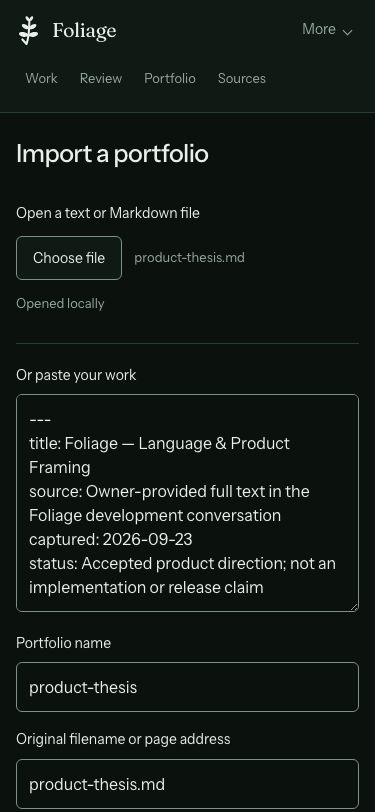 Foliage
More
Work
Review
Portfolio
Sources
Import a portfolio
Open a text or Markdown file
Choose file
product-thesis.md
Opened locally
Or paste your work
---
title: Foliage — Language & Product
Framing
source: Owner-provided full text in the
Foliage development conversation
captured: 2026-09-23
status: Accepted product direction; not an
implementation or release claim
Portfolio name
product-thesis
Original filename or page address
product-thesis.md